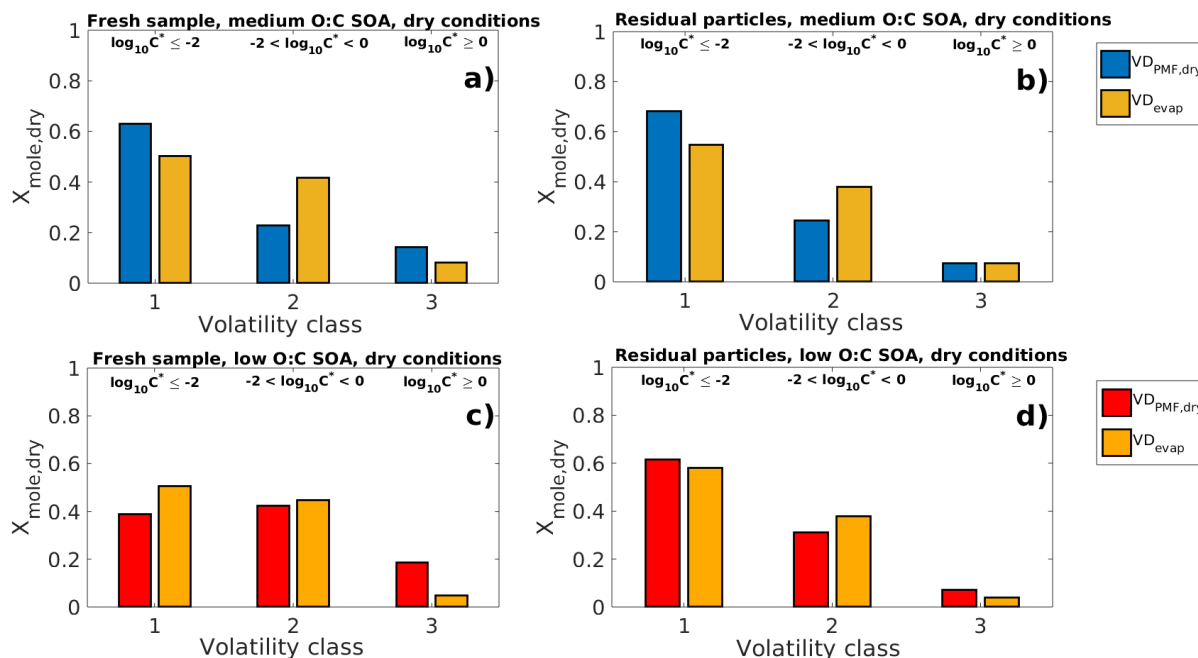 Fresh sample, medium O:C SOA, dry conditions
log10C* ≤ -2   -2 < log10C* < 0   log10C* ≥ 0
a)
1
0.8
0.6
0.4
0.2
0
Xmole,dry
1 2 3
Volatility class
Residual particles, medium O:C SOA, dry conditions
log10C* ≤ -2   -2 < log10C* < 0   log10C* ≥ 0
b)
1
0.8
0.6
0.4
0.2
0
Xmole,dry
1 2 3
Volatility class
VDPMF,dry
VDevap
Fresh sample, low O:C SOA, dry conditions
log10C* ≤ -2   -2 < log10C* < 0   log10C* ≥ 0
c)
1
0.8
0.6
0.4
0.2
0
Xmole,dry
1 2 3
Volatility class
Residual particles, low O:C SOA, dry conditions
log10C* ≤ -2   -2 < log10C* < 0   log10C* ≥ 0
d)
1
0.8
0.6
0.4
0.2
0
Xmole,dry
1 2 3
Volatility class
VDPMF,dry
VDevap